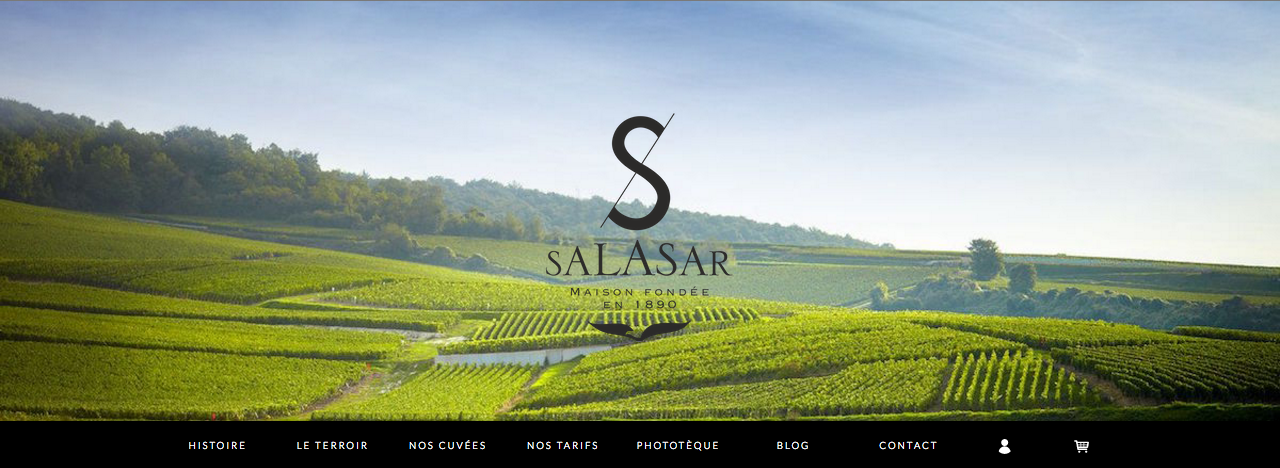 S
SALASAR
MAISON FONDÉE
EN 1890
HISTOIRE LE TERROIR NOS CUVÉES NOS TARIFS PHOTOTÈQUE BLOG CONTACT